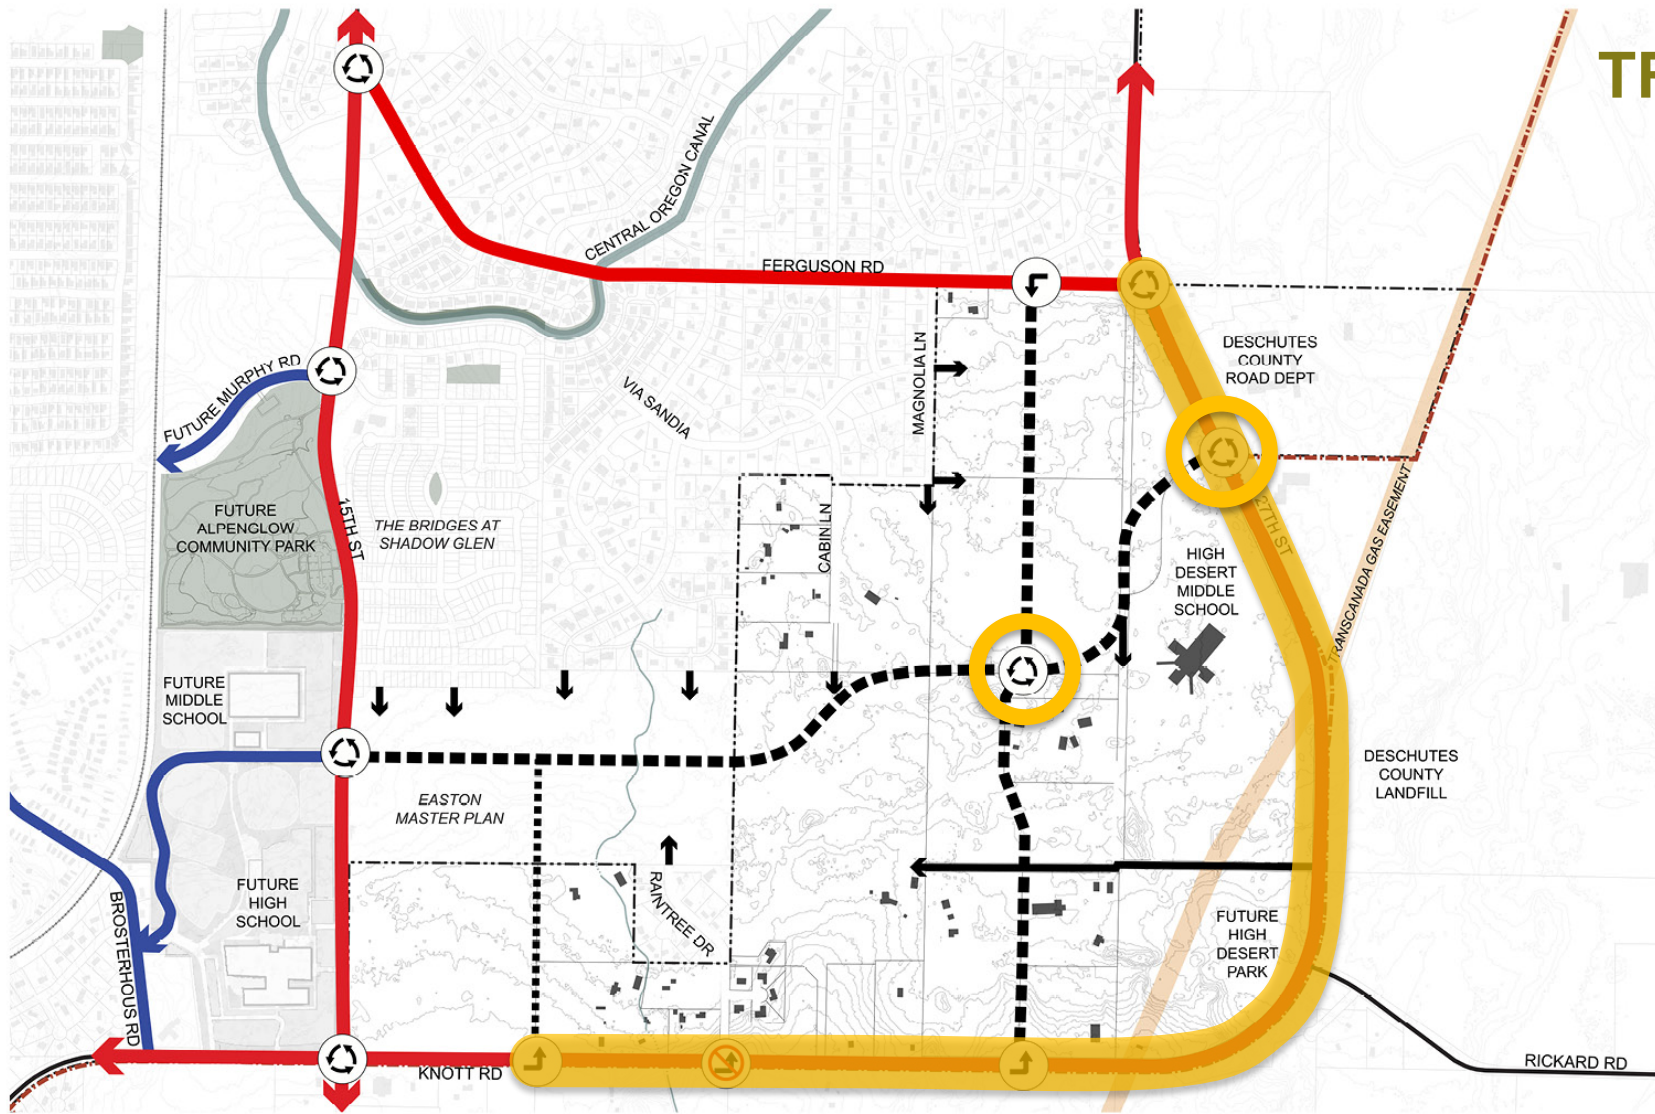 TR
CENTRAL OREGON CANAL
FERGUSON RD
DESCHUTES
COUNTY
ROAD DEPT
FUTURE MURPHY RD
MAGNOLIA LN
VIA SANDIA
FUTURE
ALPENGLOW
COMMUNITY PARK
15TH ST
THE BRIDGES AT
SHADOW GLEN
CABIN LN
27TH ST
TRANSCANADA GAS EASEMENT
HIGH
DESERT
MIDDLE
SCHOOL
FUTURE
MIDDLE
SCHOOL
DESCHUTES
COUNTY
LANDFILL
EASTON
MASTER PLAN
FUTURE
HIGH
SCHOOL
BROSTERHOUS RD
RAINTREE DR
FUTURE
HIGH
DESERT
PARK
KNOTT RD
RICKARD RD